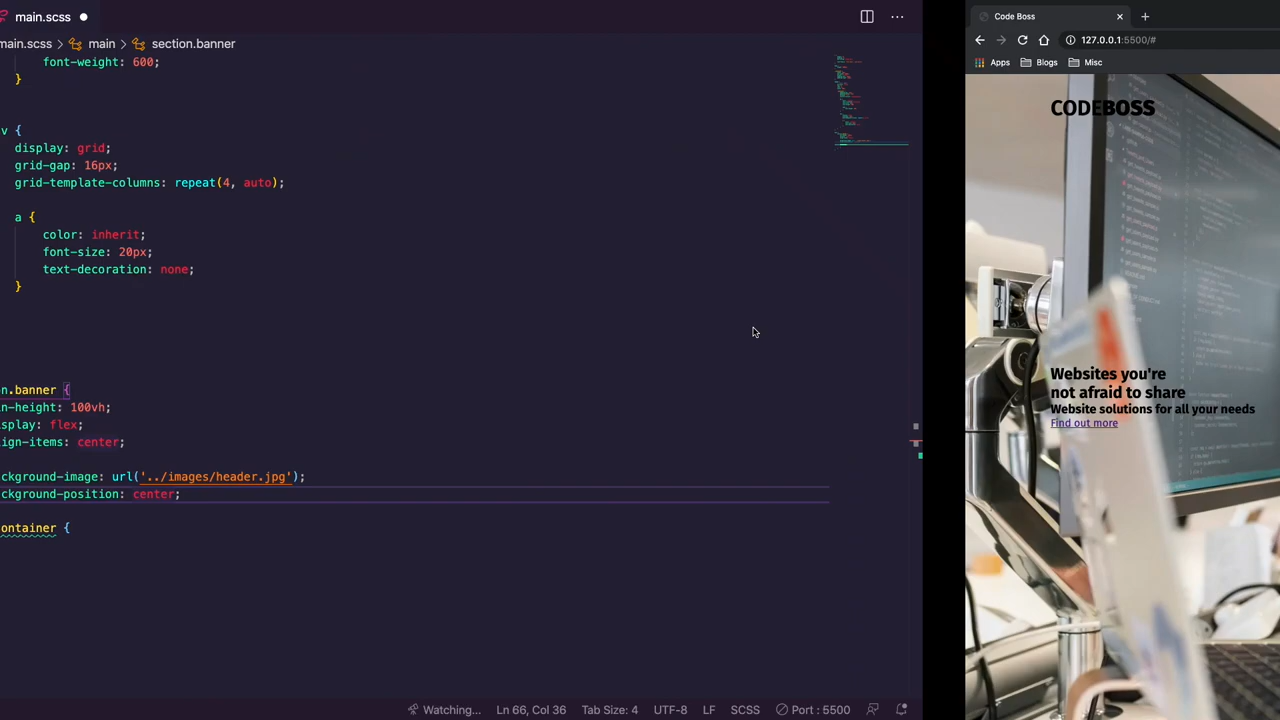 main.scss
main.scss > main > section.banner
font-weight: 600;
}
v {
display: grid;
grid-gap: 16px;
grid-template-columns: repeat(4, auto);
a {
color: inherit;
font-size: 20px;
text-decoration: none;
}
n.banner {
n-height: 100vh;
splay: flex;
ign-items: center;
ckground-image: url('../images/header.jpg');
ckground-position: center;
ontainer {
Watching...
Ln 66, Col 36
Tab Size: 4
UTF-8
LF
SCSS
Port : 5500
Code Boss
127.0.0.1:5500/#
Apps
Blogs
Misc
CODEBOSS
Websites you're
not afraid to share
Website solutions for all your needs
Find out more